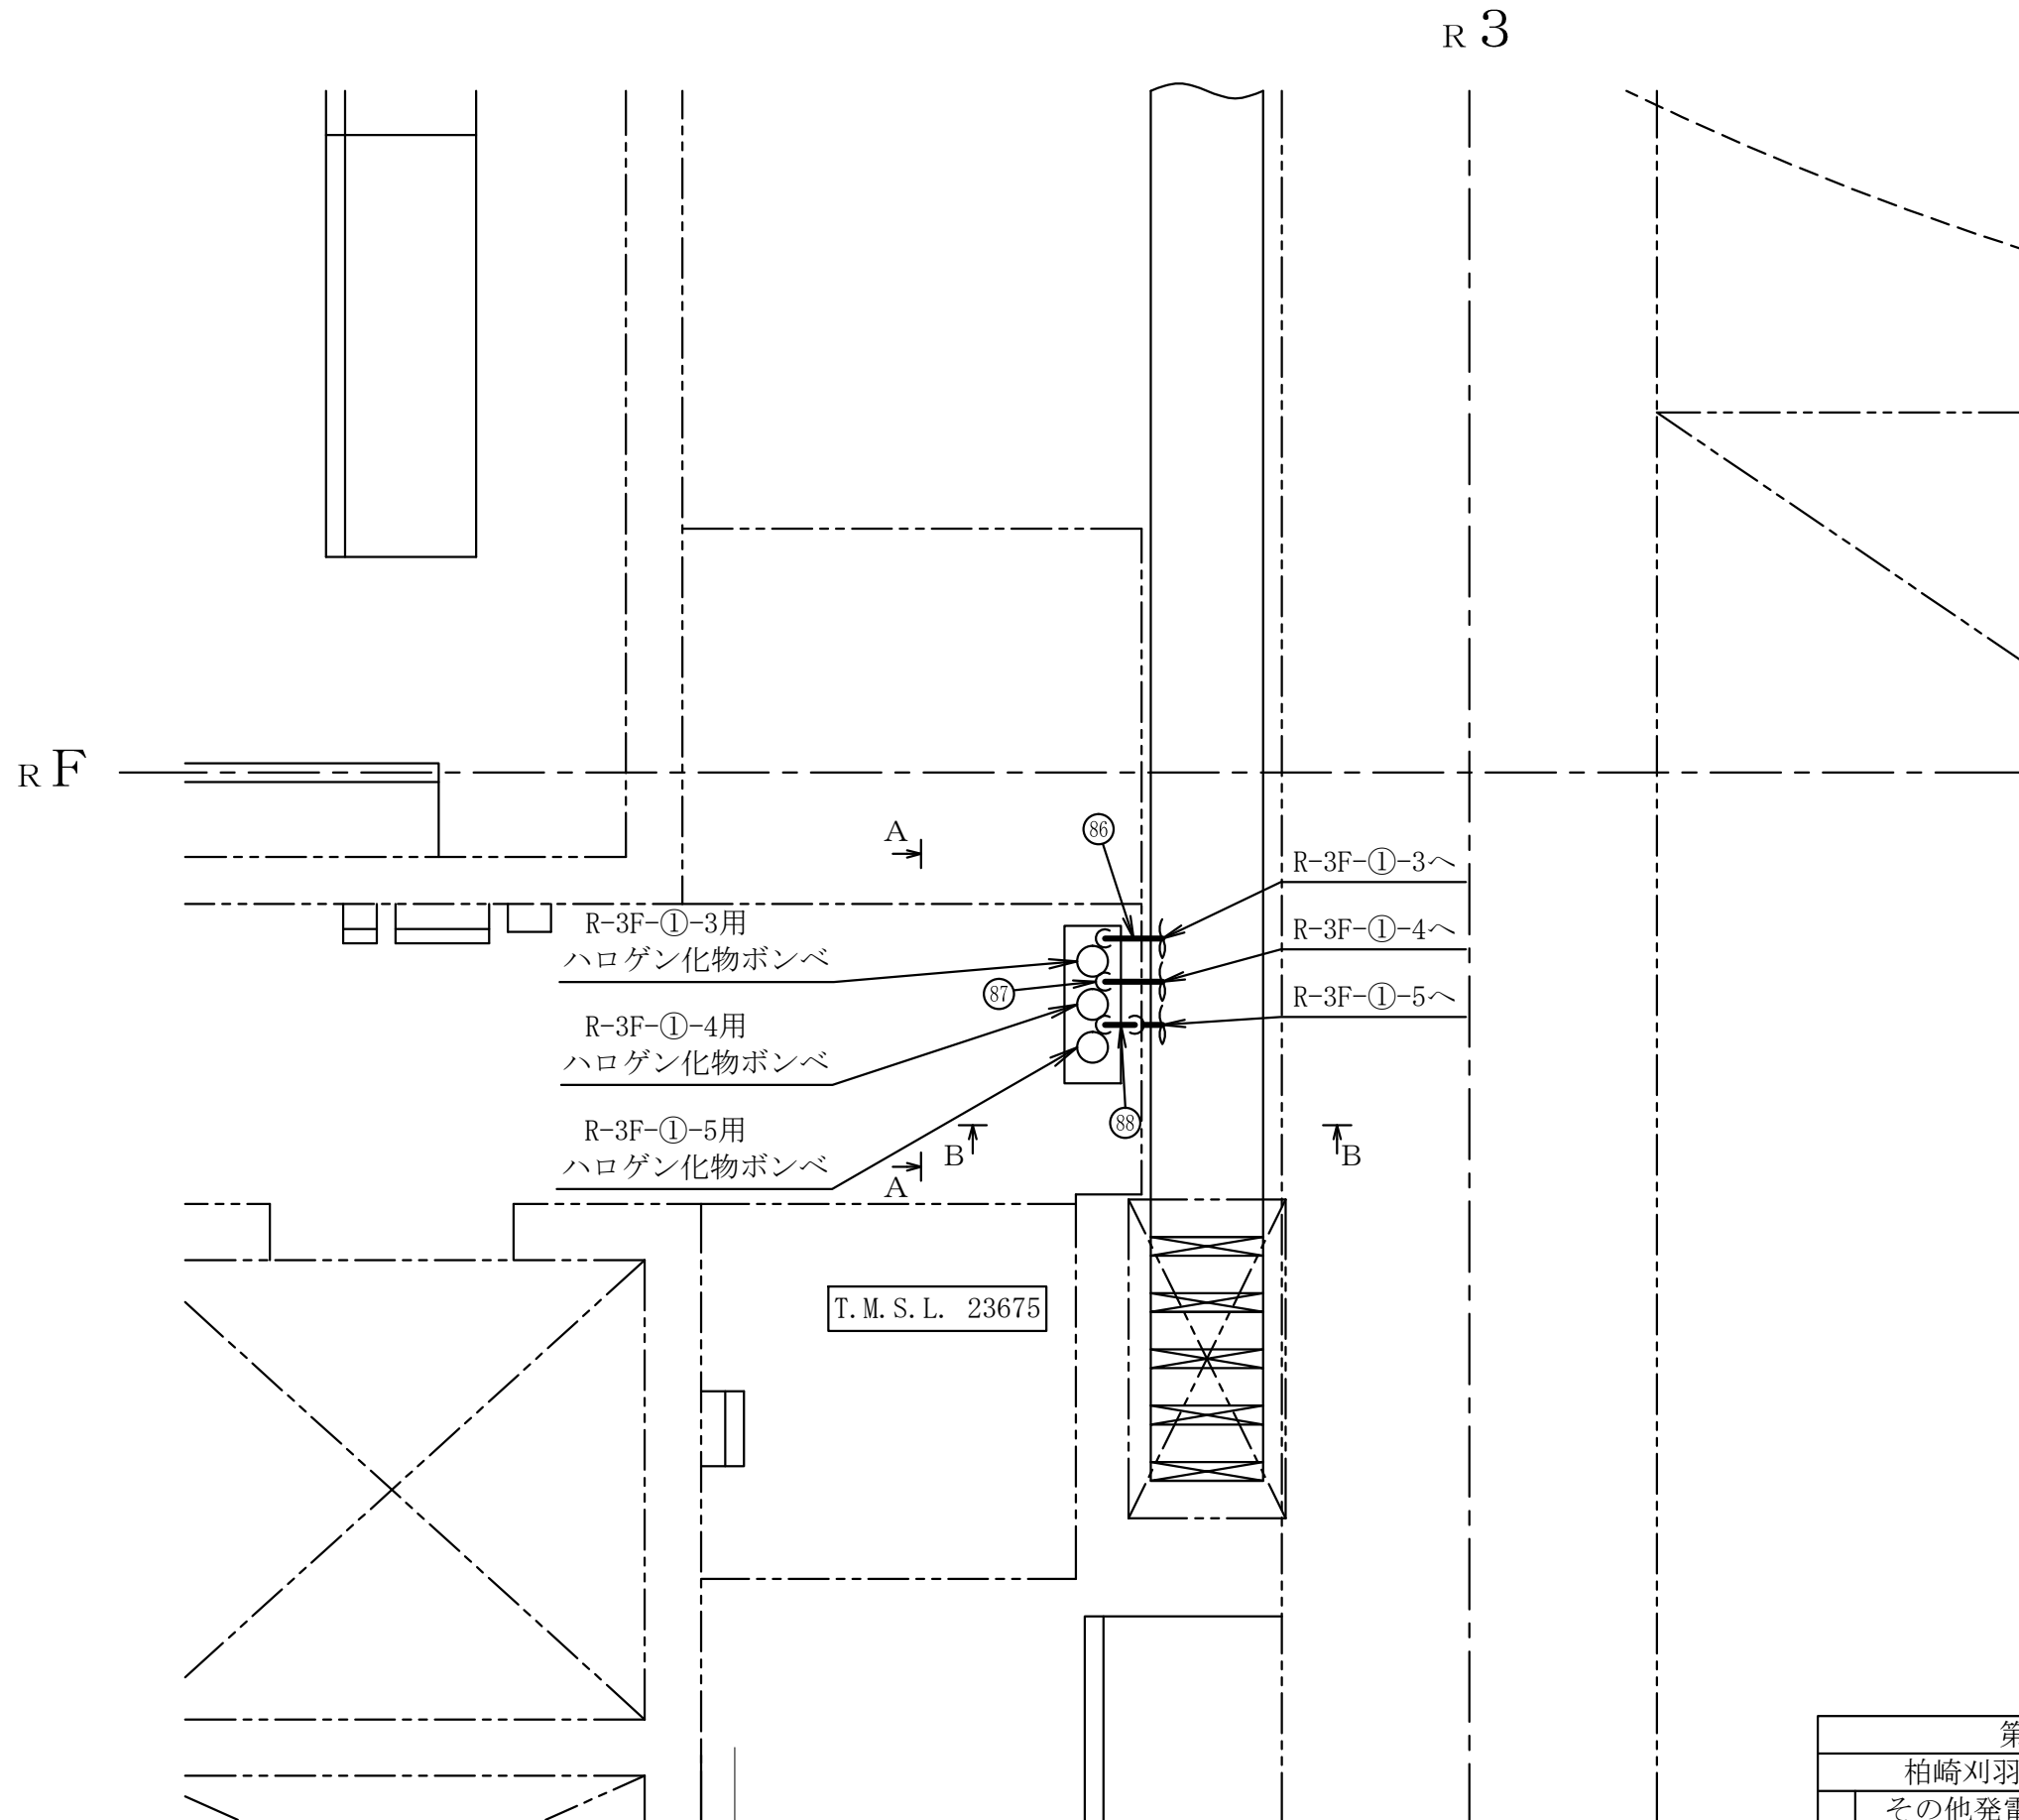 R 3
R F
A
86
R-3F-①-3へ
R-3F-①-3用
ハロゲン化物ボンベ
R-3F-①-4へ
87
R-3F-①-5へ
R-3F-①-4用
ハロゲン化物ボンベ
88
R-3F-①-5用
ハロゲン化物ボンベ
B
B
A
T.M.S.L. 23675
第
柏崎刈羽
その他発電